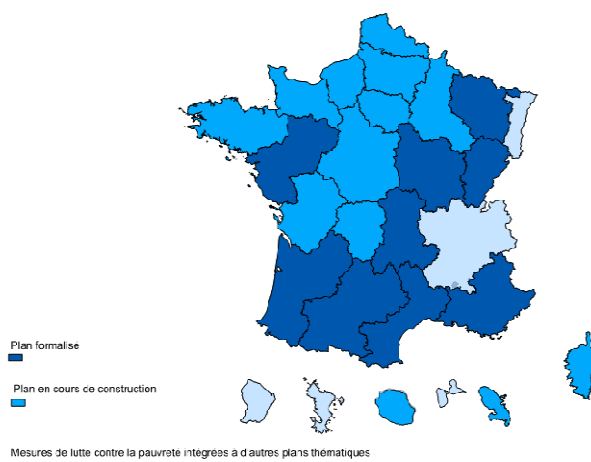 Plan formalisé
Plan en cours de construction
Mesures de lutte contre la pauvreté intégrées à d'autres plans thématiques